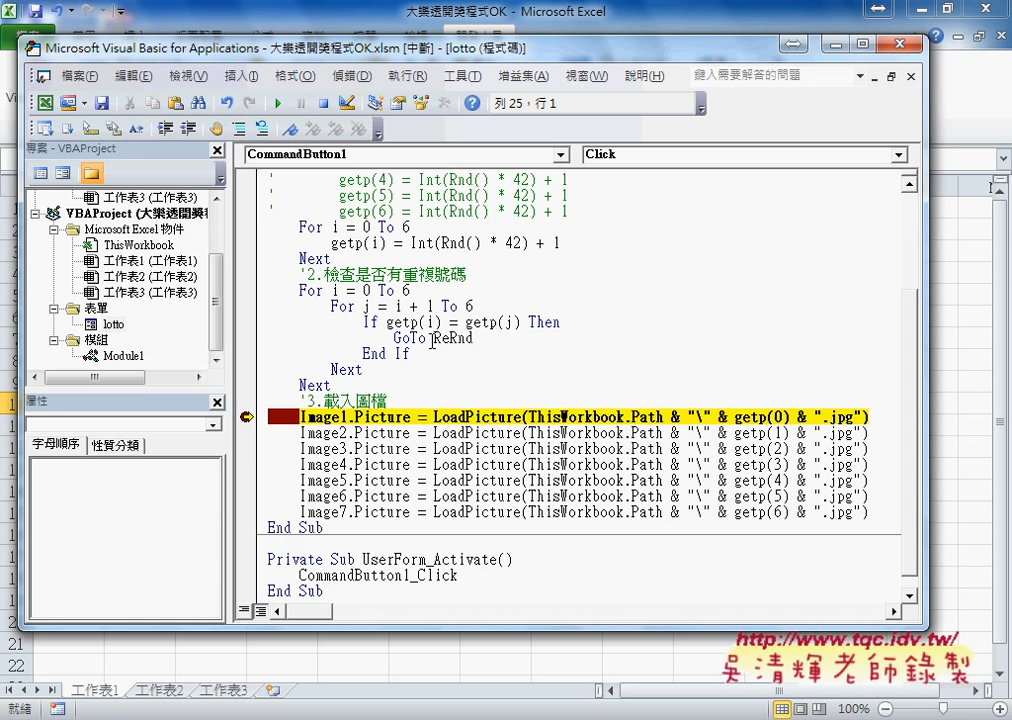 大樂透開獎程式OK - Microsoft Excel
Microsoft Visual Basic for Applications - 大樂透開獎程式OK.xlsm [中斷] - [lotto (程式碼)]
檔案(F) 編輯(E) 檢視(V) 插入(I) 格式(O) 偵錯(D) 執行(R) 工具(T) 增益集(A) 視窗(W) 說明(H) 鍵入需要解答的問題
列 25，行 1
專案 - VBAProject
CommandButton1 Click
工作表3 (工作表3)
VBAProject (大樂透開獎
Microsoft Excel 物件
ThisWorkbook
工作表1 (工作表1)
工作表2 (工作表2)
工作表3 (工作表3)
表單
lotto
模組
Module1
屬性
字母順序 性質分類
' getp(4) = Int(Rnd() * 42) + 1
' getp(5) = Int(Rnd() * 42) + 1
' getp(6) = Int(Rnd() * 42) + 1
For i = 0 To 6
getp(i) = Int(Rnd() * 42) + 1
Next
'2.檢查是否有重複號碼
For i = 0 To 6
For j = i + 1 To 6
If getp(i) = getp(j) Then
GoTo ReRnd
End If
Next
Next
'3.載入圖檔
Image1.Picture = LoadPicture(ThisWorkbook.Path & "\" & getp(0) & ".jpg")
Image2.Picture = LoadPicture(ThisWorkbook.Path & "\" & getp(1) & ".jpg")
Image3.Picture = LoadPicture(ThisWorkbook.Path & "\" & getp(2) & ".jpg")
Image4.Picture = LoadPicture(ThisWorkbook.Path & "\" & getp(3) & ".jpg")
Image5.Picture = LoadPicture(ThisWorkbook.Path & "\" & getp(4) & ".jpg")
Image6.Picture = LoadPicture(ThisWorkbook.Path & "\" & getp(5) & ".jpg")
Image7.Picture = LoadPicture(ThisWorkbook.Path & "\" & getp(6) & ".jpg")
End Sub
Private Sub UserForm_Activate()
CommandButton1_Click
End Sub
21
22
http://www.tqc.idv.tw/
吳清輝老師錄製
工作表1 工作表2 工作表3
就緒
100%